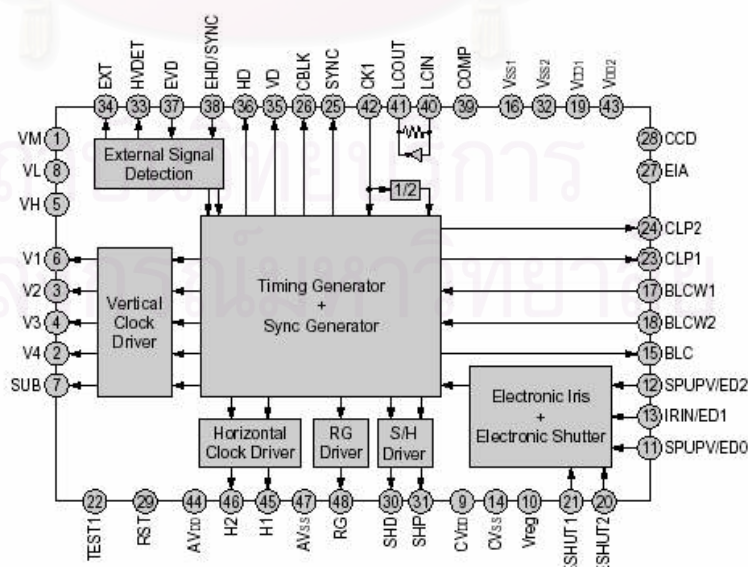 EXT HVDET EVD EHD/SYNC HD VD CBLK SYNC CK1 LCOUT LCIN COMP VSS1 VSS2 VDD1 VDD2
34 33 37 38 36 35 26 25 42 41 40 39 16 32 19 43
VM 1
VL 8
VH 5
V1 6
V2 3
V3 4
V4 2
SUB 7
External Signal
Detection
1/2
Vertical
Clock
Driver
Timing Generator
+
Sync Generator
Horizontal
Clock Driver
RG
Driver
S/H
Driver
Electronic Iris
+
Electronic Shutter
28 CCD
27 EIA
24 CLP2
23 CLP1
17 BLCW1
18 BLCW2
15 BLC
12 SPUPV/ED2
13 IRIN/ED1
11 SPUPV/ED0
22 29 44 46 45 47 48 30 31 9 14 10 21 20
TEST1 RST AVDD H2 H1 AVSS RG SHD SHP CVDD CVSS Vreg